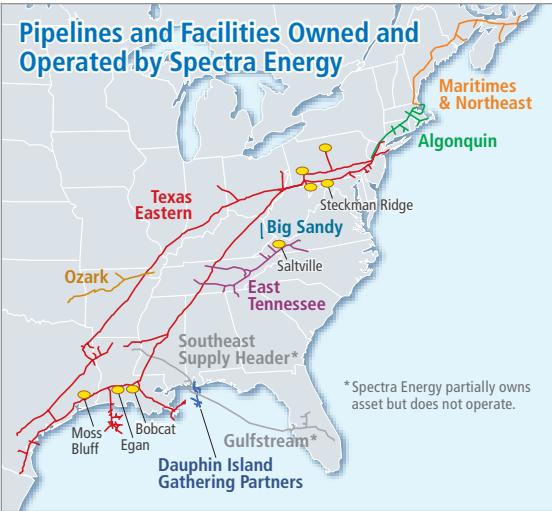 Pipelines and Facilities Owned and
Operated by Spectra Energy
Maritimes
& Northeast
Algonquin
Texas
Eastern
Steckman Ridge
Big Sandy
Saltville
Ozark
East
Tennessee
Southeast
Supply Header*
*Spectra Energy partially owns
asset but does not operate.
Moss
Bluff
Egan
Bobcat
Gulfstream*
Dauphin Island
Gathering Partners